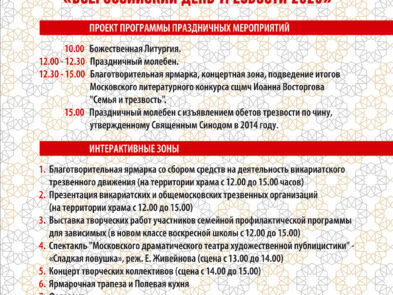 «ВСЕРОССИЙСКИЙ ДЕНЬ ТРЕЗВОСТИ
ПРОЕКТ ПРОГРАММЫ ПРАЗДНИЧНЫХ МЕРОПРИЯТИЙ
10.00 Божественная Литургия.
12.00 - 12.30 Праздничный молебен.
12.30 - 15.00 Благотворительная ярмарка, концертная зона, подведение итогов
Московского литературного конкурса сщмч Иоанна Восторгова
"Семья и трезвость".
15.00 Праздничный молебен с изъявлением обетов трезвости по чину,
утвержденному Священным Синодом в 2014 году.
ИНТЕРАКТИВНЫЕ ЗОНЫ
1. Благотворительная ярмарка со сбором средств на деятельность викариатского
трезвенного движения (на территории храма с 12.00 до 15.00 часов)
2. Презентация викариатских и общемосковских трезвенных организаций
(на территории храма с 12.00 до 15.00)
3. Выставка творческих работ участников семейной профилактической программы
для зависимых (в новом классе воскресной школы с 12.00 до 15.00)
4. Спектакль "Московского драматического театра художественной публицистики" -
«Сладкая ловушка», реж. Е. Живейнова (сцена с 13.00 до 14.00)
5. Концерт творческих коллективов (сцена с 14.00 до 15.00)
6. Ярмарочная трапеза и Полевая кухня